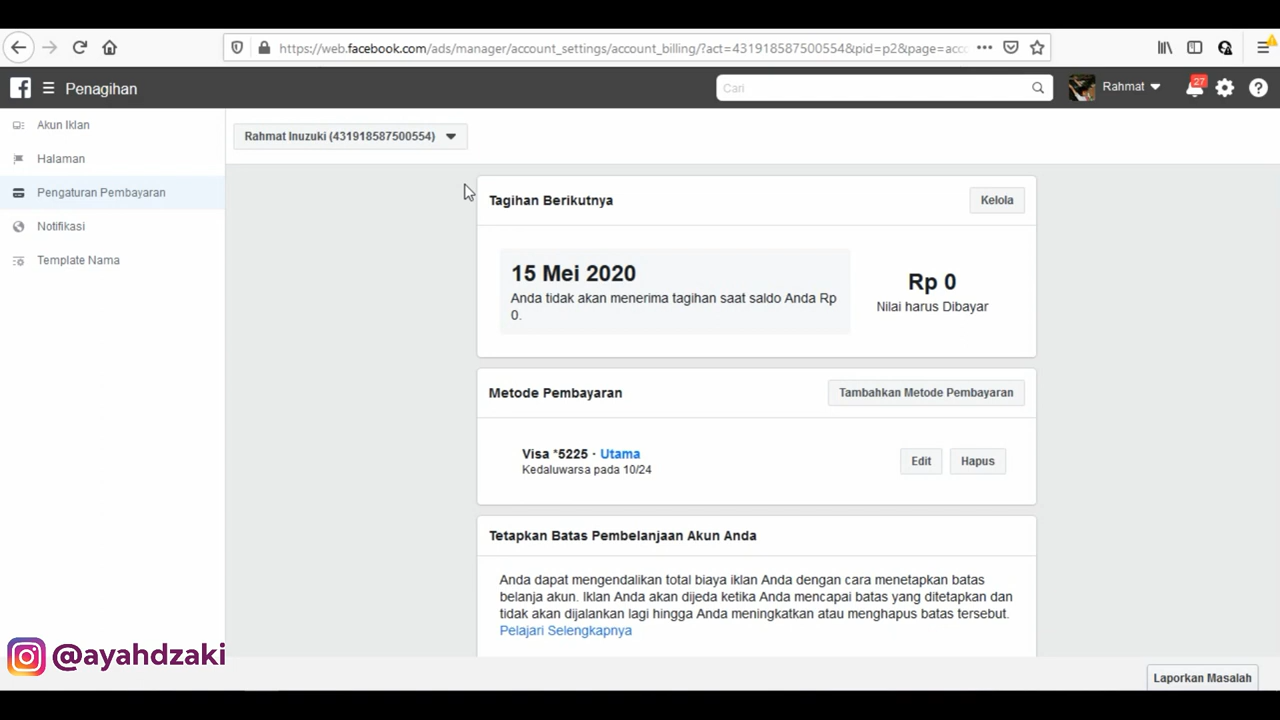 https://web.facebook.com/ads/manager/account_settings/account_billing/?act=431918587500554&pid=p2&page=acc
Penagihan
Cari
Rahmat
27
Akun Iklan
Halaman
Pengaturan Pembayaran
Notifikasi
Template Nama
Rahmat Inuzuki (431918587500554)
Tagihan Berikutnya
Kelola
15 Mei 2020
Anda tidak akan menerima tagihan saat saldo Anda Rp
0.
Rp 0
Nilai harus Dibayar
Metode Pembayaran
Tambahkan Metode Pembayaran
Visa *5225 · Utama
Kedaluwarsa pada 10/24
Edit
Hapus
Tetapkan Batas Pembelanjaan Akun Anda
Anda dapat mengendalikan total biaya iklan Anda dengan cara menetapkan batas
belanja akun. Iklan Anda akan dijeda ketika Anda mencapai batas yang ditetapkan dan
tidak akan dijalankan lagi hingga Anda meningkatkan atau menghapus batas tersebut.
Pelajari Selengkapnya
@ayahdzaki
Laporkan Masalah